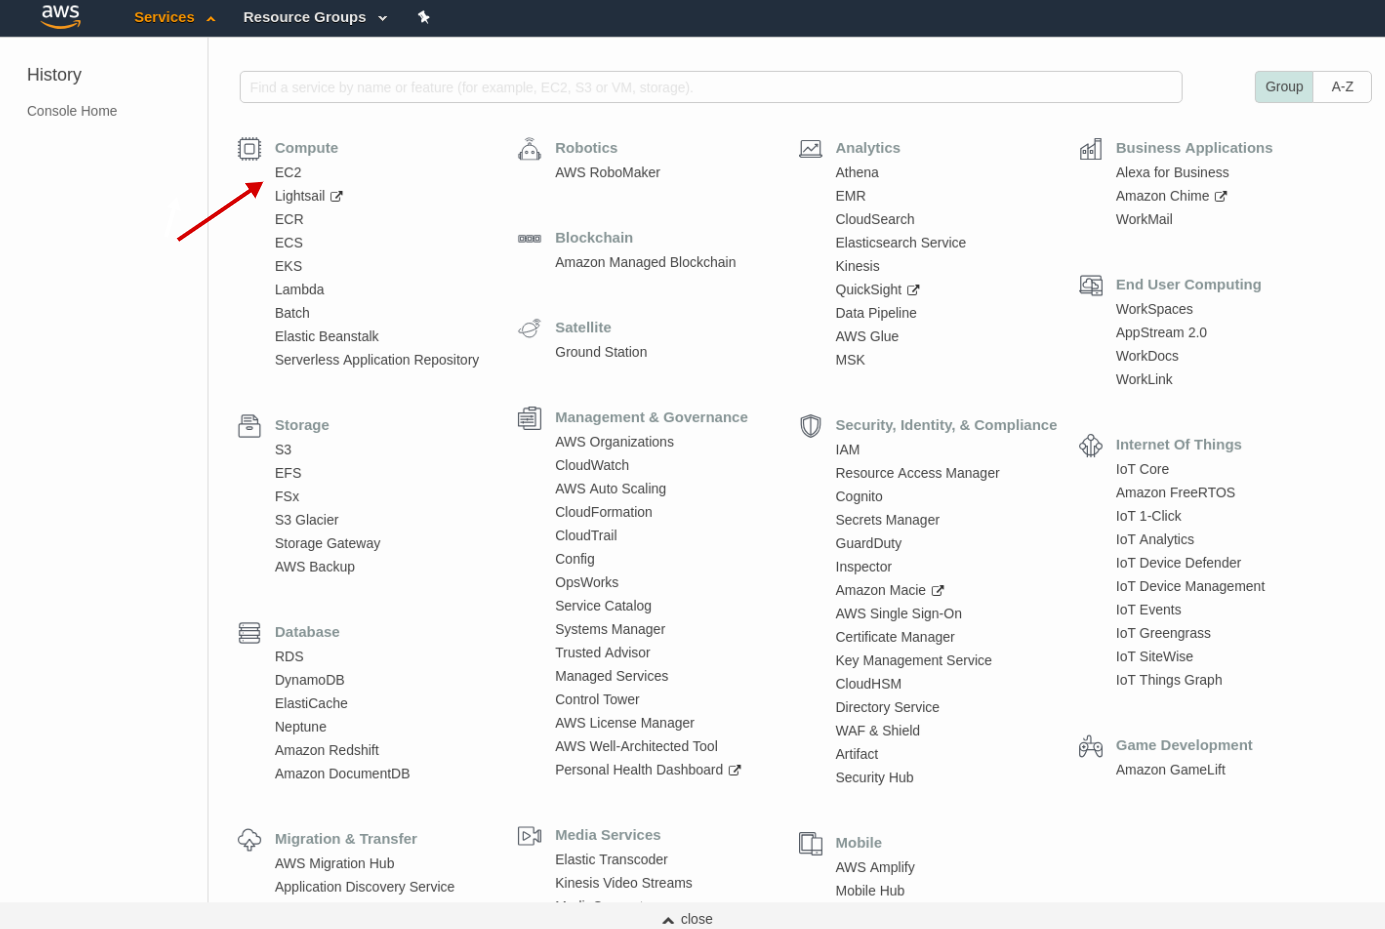 aws
Services
Resource Groups
History
Console Home
Find a service by name or feature (for example, EC2, S3 or VM, storage).
Group
A-Z
Compute
EC2
Lightsail
ECR
ECS
EKS
Lambda
Batch
Elastic Beanstalk
Serverless Application Repository
Storage
S3
EFS
FSx
S3 Glacier
Storage Gateway
AWS Backup
Database
RDS
DynamoDB
ElastiCache
Neptune
Amazon Redshift
Amazon DocumentDB
Migration & Transfer
AWS Migration Hub
Application Discovery Service
Robotics
AWS RoboMaker
Blockchain
Amazon Managed Blockchain
Satellite
Ground Station
Management & Governance
AWS Organizations
CloudWatch
AWS Auto Scaling
CloudFormation
CloudTrail
Config
OpsWorks
Service Catalog
Systems Manager
Trusted Advisor
Managed Services
Control Tower
AWS License Manager
AWS Well-Architected Tool
Personal Health Dashboard
Media Services
Elastic Transcoder
Kinesis Video Streams
Analytics
Athena
EMR
CloudSearch
Elasticsearch Service
Kinesis
QuickSight
Data Pipeline
AWS Glue
MSK
Security, Identity, & Compliance
IAM
Resource Access Manager
Cognito
Secrets Manager
GuardDuty
Inspector
Amazon Macie
AWS Single Sign-On
Certificate Manager
Key Management Service
CloudHSM
Directory Service
WAF & Shield
Artifact
Security Hub
Mobile
AWS Amplify
Mobile Hub
Business Applications
Alexa for Business
Amazon Chime
WorkMail
End User Computing
WorkSpaces
AppStream 2.0
WorkDocs
WorkLink
Internet Of Things
IoT Core
Amazon FreeRTOS
IoT 1-Click
IoT Analytics
IoT Device Defender
IoT Device Management
IoT Events
IoT Greengrass
IoT SiteWise
IoT Things Graph
Game Development
Amazon GameLift
close